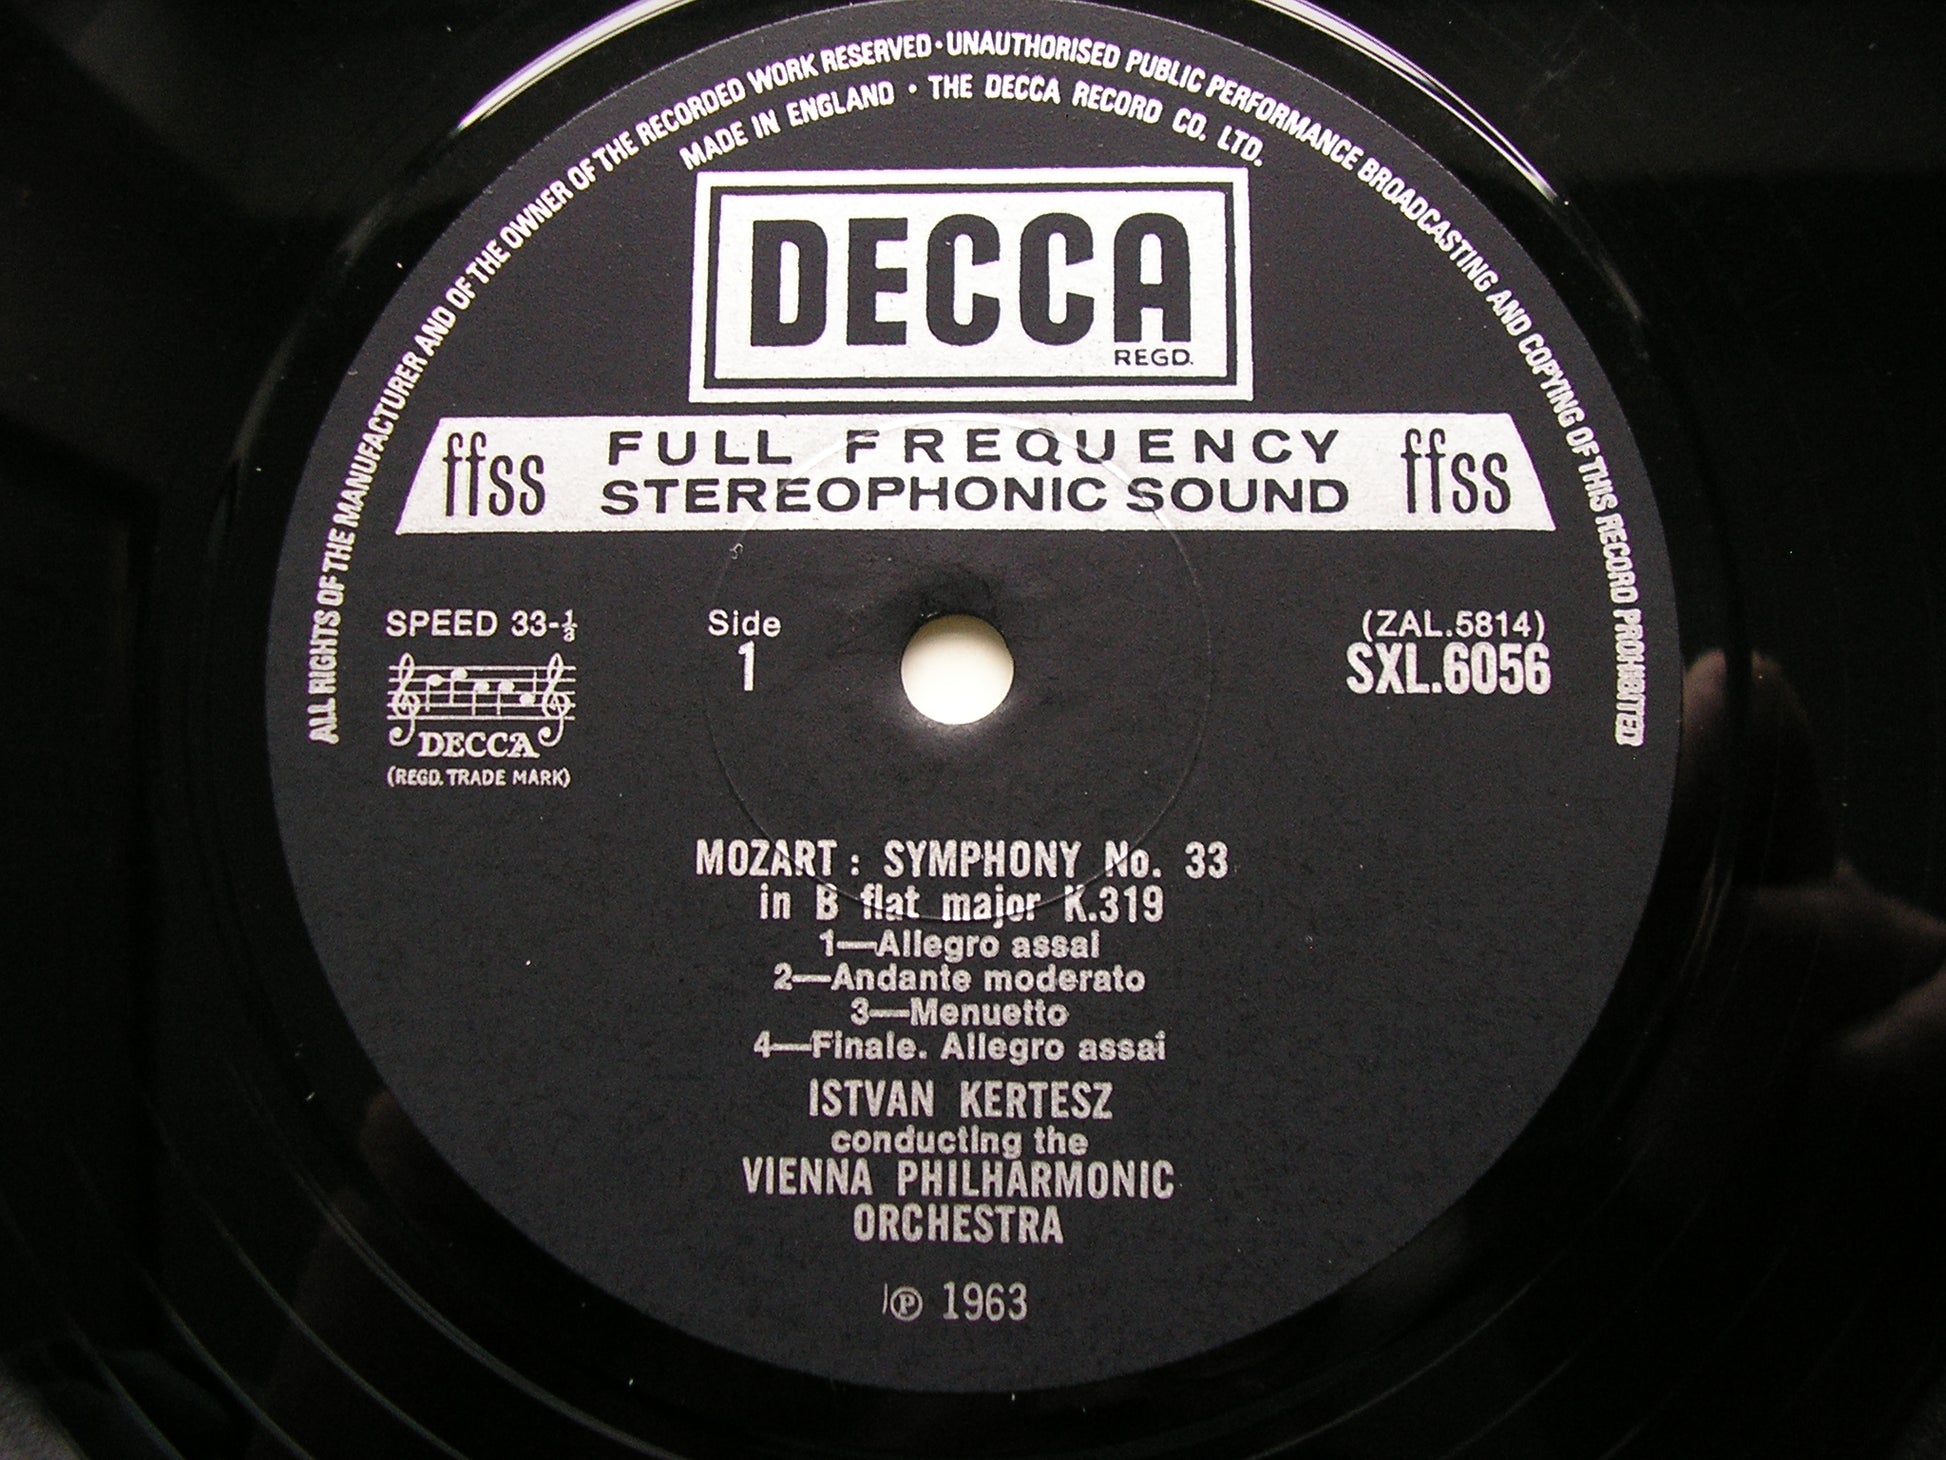 ALL RIGHTS OF THE MANUFACTURER AND OF THE OWNER OF THE RECORDED WORK RESERVED · UNAUTHORISED PUBLIC PERFORMANCE BROADCASTING AND COPYING OF THIS RECORD PROHIBITED
MADE IN ENGLAND · THE DECCA RECORD CO. LTD.
DECCA
REGD.
ffss FULL FREQUENCY ffss
STEREOPHONIC SOUND
SPEED 33-⅓
Side
1
(ZAL.5814)
SXL.6056
DECCA
(REGD. TRADE MARK)
MOZART : SYMPHONY No. 33
in B flat major K.319
1—Allegro assai
2—Andante moderato
3—Menuetto
4—Finale. Allegro assai
ISTVAN KERTESZ
conducting the
VIENNA PHILHARMONIC
ORCHESTRA
℗ 1963